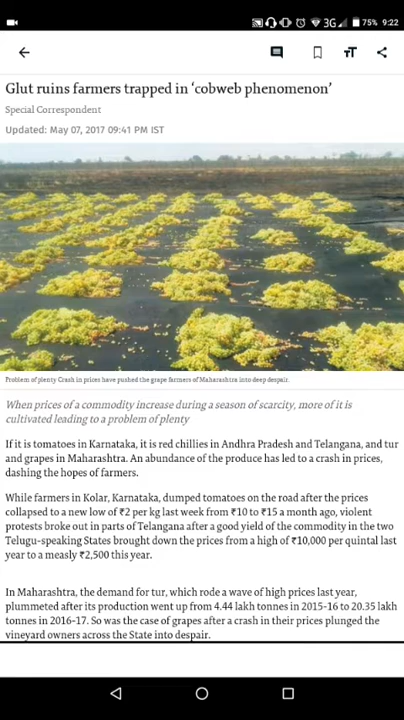 3G 75% 9:22
Glut ruins farmers trapped in ‘cobweb phenomenon’
Special Correspondent
Updated: May 07, 2017 09:41 PM IST
Problem of plenty Crash in prices have pushed the grape farmers of Maharashtra into deep despair.
When prices of a commodity increase during a season of scarcity, more of it is
cultivated leading to a problem of plenty
If it is tomatoes in Karnataka, it is red chillies in Andhra Pradesh and Telangana, and tur
and grapes in Maharashtra. An abundance of the produce has led to a crash in prices,
dashing the hopes of farmers.
While farmers in Kolar, Karnataka, dumped tomatoes on the road after the prices
collapsed to a new low of ₹2 per kg last week from ₹10 to ₹15 a month ago, violent
protests broke out in parts of Telangana after a good yield of the commodity in the two
Telugu-speaking States brought down the prices from a high of ₹10,000 per quintal last
year to a measly ₹2,500 this year.
In Maharashtra, the demand for tur, which rode a wave of high prices last year,
plummeted after its production went up from 4.44 lakh tonnes in 2015-16 to 20.35 lakh
tonnes in 2016-17. So was the case of grapes after a crash in their prices plunged the
vineyard owners across the State into despair.